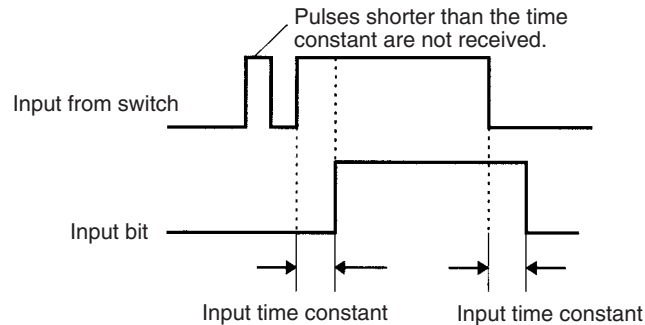 Pulses shorter than the time
constant are not received.
Input from switch
Input bit
Input time constant
Input time constant